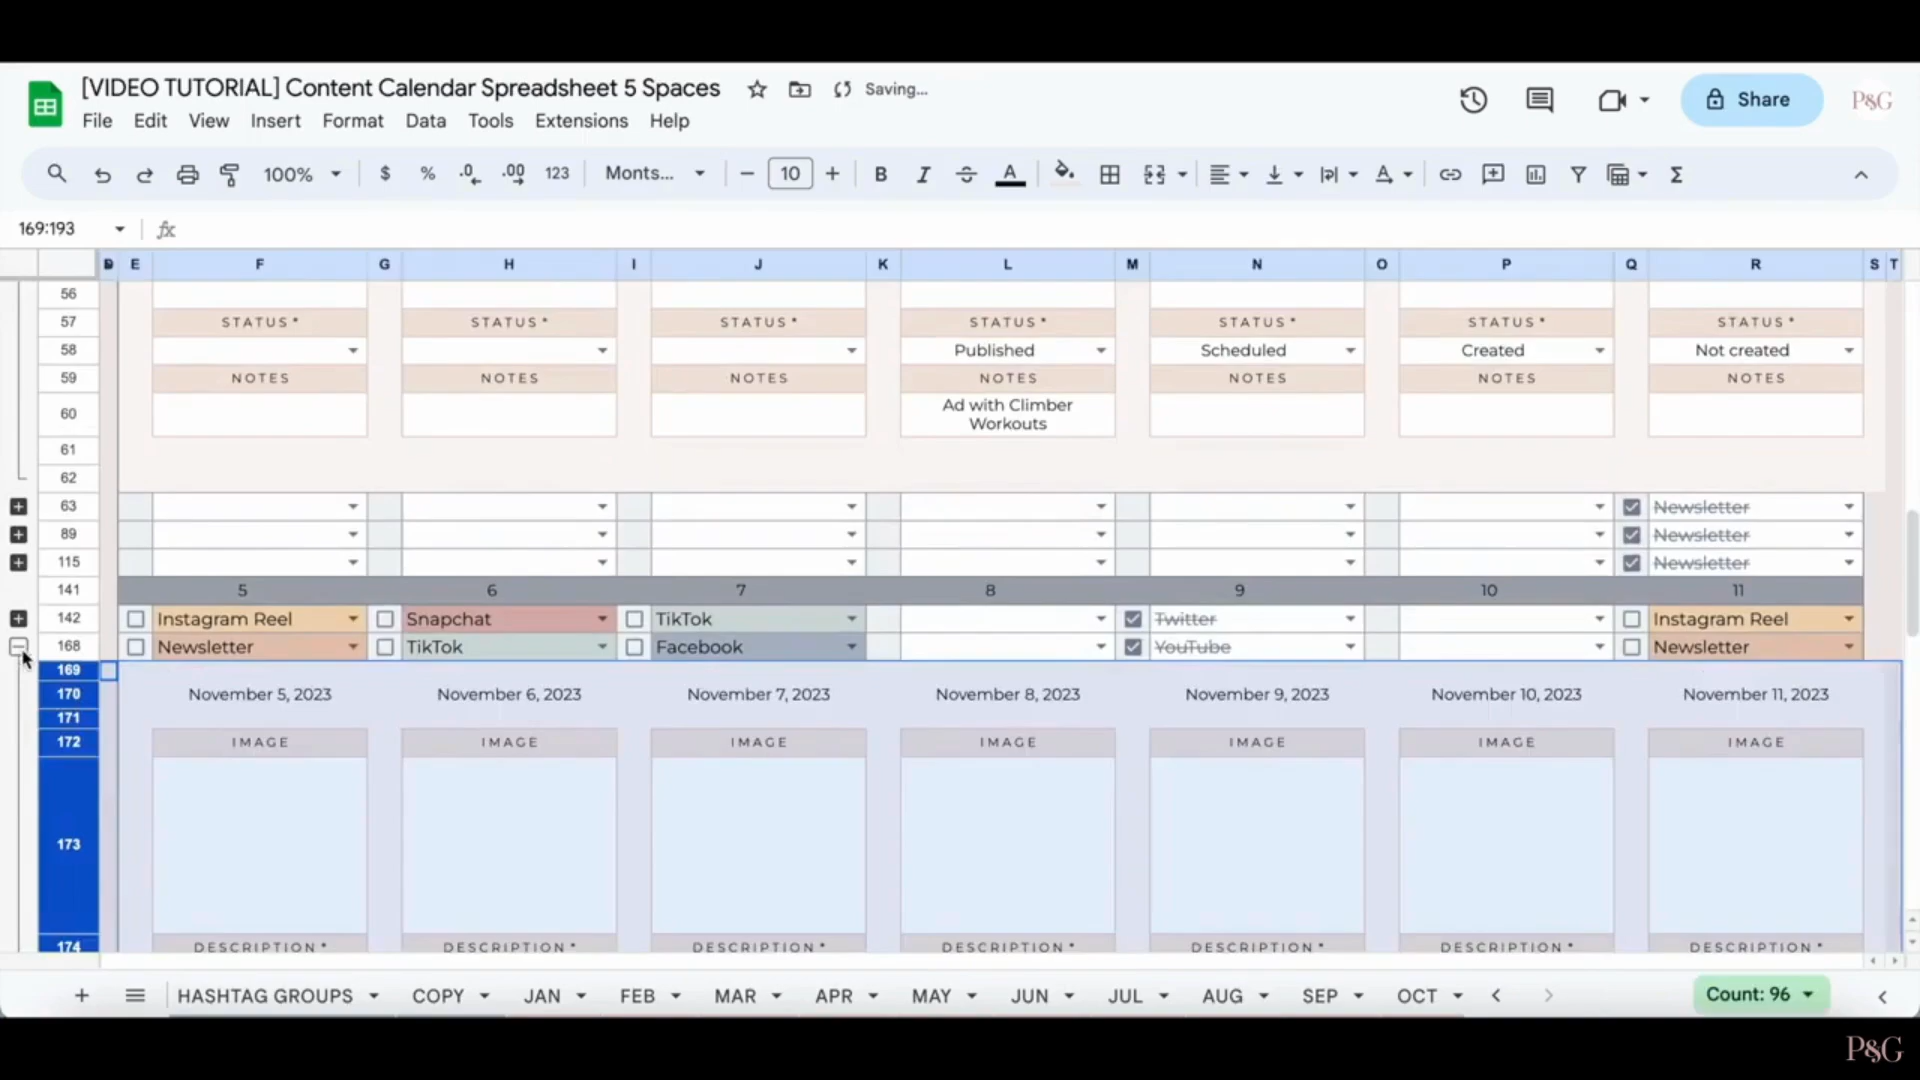 [VIDEO TUTORIAL] Content Calendar Spreadsheet 5 Spaces Saving...
File Edit View Insert Format Data Tools Extensions Help
Share
P&G
100% $ % .0 .00 123 Monts... 10 B I A Σ
169:193 fx
D E F G H I J K L M N O P Q R S T
56
57 STATUS* STATUS* STATUS* STATUS* STATUS* STATUS* STATUS*
58 Published Scheduled Created Not created
59 NOTES NOTES NOTES NOTES NOTES NOTES NOTES
60 Ad with Climber
Workouts
61
62
63 Newsletter
89 Newsletter
115 Newsletter
141 5 6 7 8 9 10 11
142 Instagram Reel Snapchat TikTok Twitter Instagram Reel
168 Newsletter TikTok Facebook YouTube Newsletter
169
170 November 5, 2023 November 6, 2023 November 7, 2023 November 8, 2023 November 9, 2023 November 10, 2023 November 11, 2023
171
172 IMAGE IMAGE IMAGE IMAGE IMAGE IMAGE IMAGE
173
174 DESCRIPTION* DESCRIPTION* DESCRIPTION* DESCRIPTION* DESCRIPTION* DESCRIPTION* DESCRIPTION*
HASHTAG GROUPS COPY JAN FEB MAR APR MAY JUN JUL AUG SEP OCT Count: 96
P&G